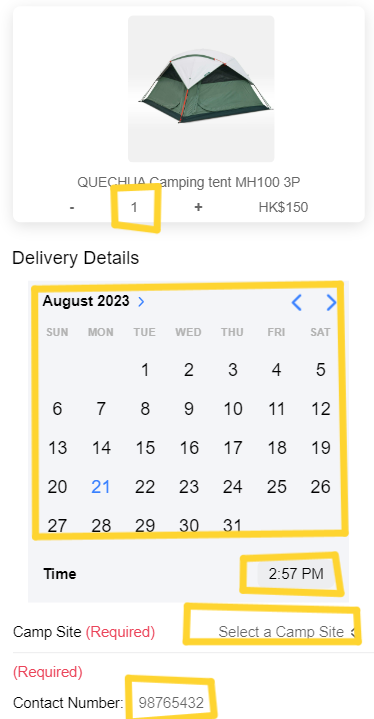 QUECHUA Camping tent MH100 3P
- 1 + HK$150
Delivery Details
August 2023
SUN MON TUE WED THU FRI SAT
1 2 3 4 5
6 7 8 9 10 11 12
13 14 15 16 17 18 19
20 21 22 23 24 25 26
27 28 29 30 31
Time 2:57 PM
Camp Site (Required) Select a Camp Site
(Required)
Contact Number: 98765432